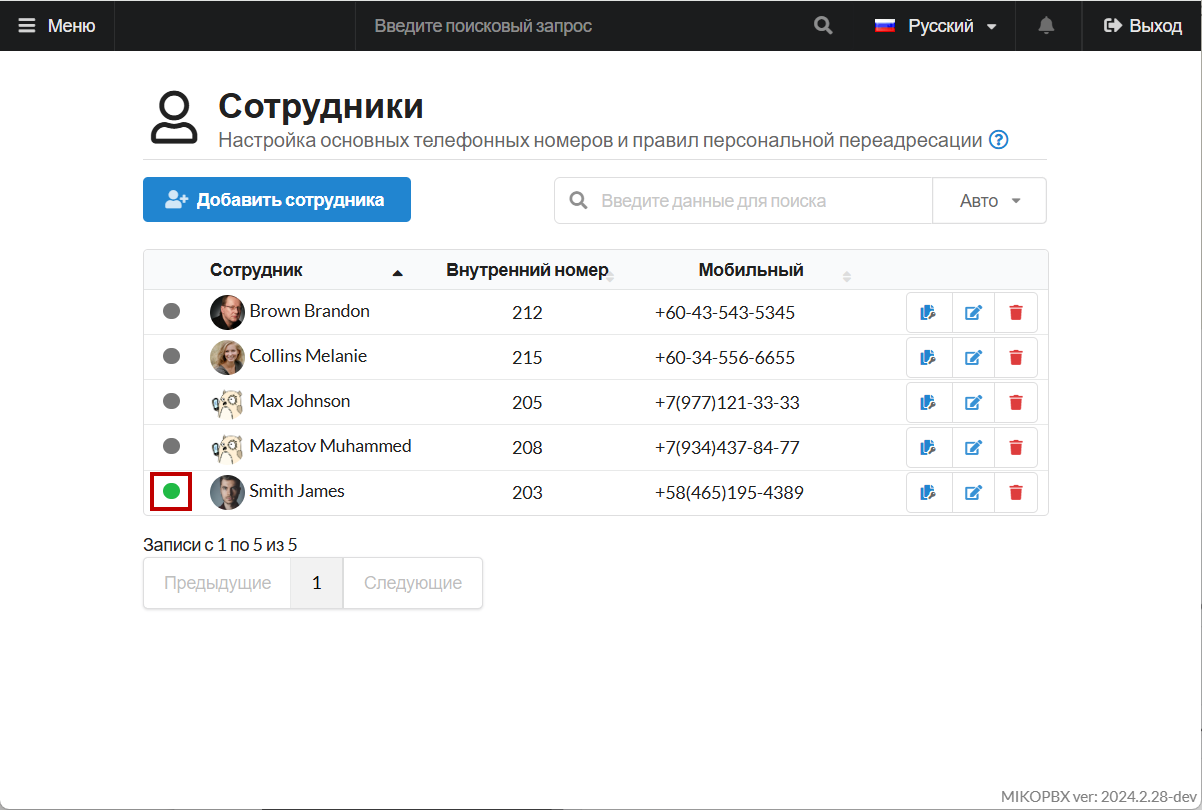 Меню Введите поисковый запрос Русский Выход
Сотрудники
Настройка основных телефонных номеров и правил персональной переадресации ?
Добавить сотрудника Введите данные для поиска Авто
Сотрудник Внутренний номер Мобильный
Brown Brandon 212 +60-43-543-5345
Collins Melanie 215 +60-34-556-6655
Max Johnson 205 +7(977)121-33-33
Mazatov Muhammed 208 +7(934)437-84-77
Smith James 203 +58(465)195-4389
Записи с 1 по 5 из 5
Предыдущие 1 Следующие
MIKOPBX ver: 2024.2.28-dev